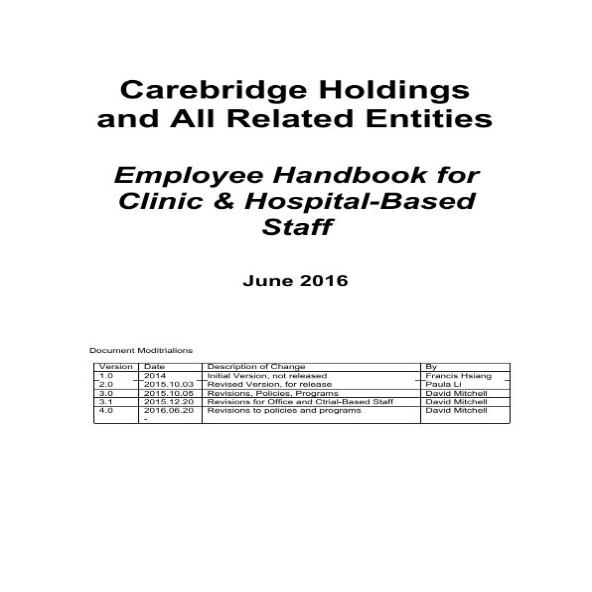 Carebridge Holdings
and All Related Entities
Employee Handbook for
Clinic & Hospital-Based
Staff
June 2016
Document Moditrialions
Version Date Description of Change By
1.0 2014 Initial Version, not released Francis Hsiang
2.0 2015.10.03 Revised Version, for release Paula Li
3.0 2015.10.05 Revisions, Policies, Programs David Mitchell
3.1 2015.12.20 Revisions for Office and Ctrial-Based Staff David Mitchell
4.0 2016.06.20 Revisions to policies and programs David Mitchell
-